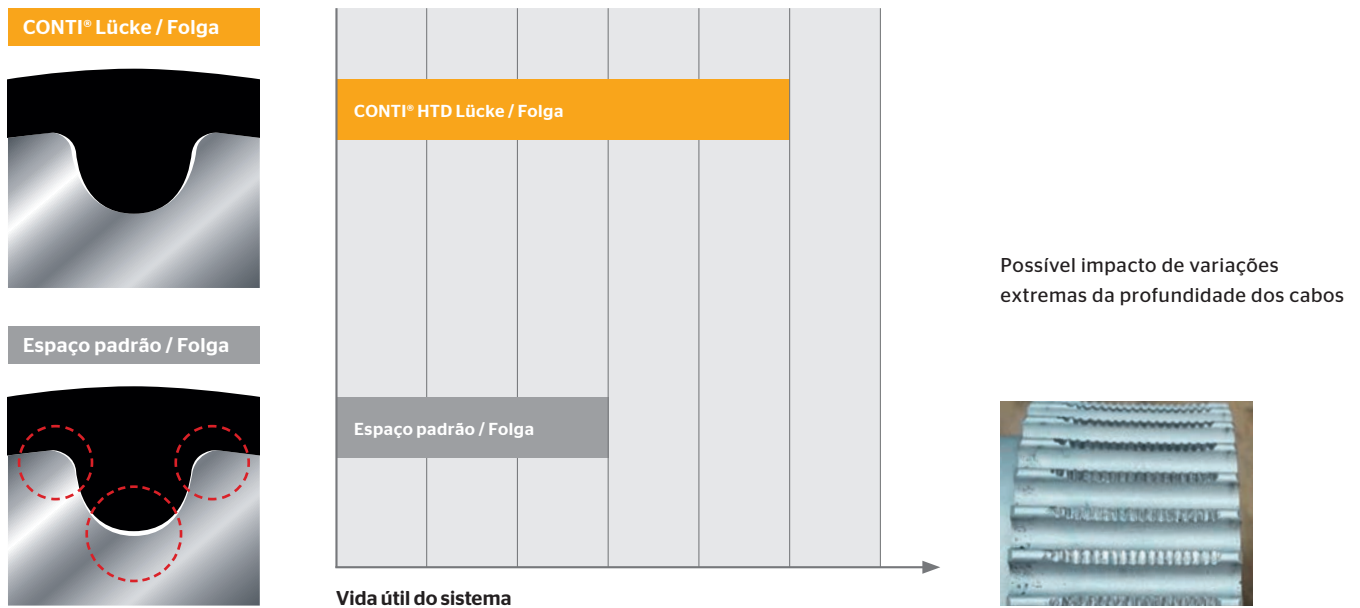 CONTI® Lücke / Folga
CONTI® HTD Lücke / Folga
Espaço padrão / Folga
Espaço padrão / Folga
Vida útil do sistema
Possível impacto de variações
extremas da profundidade dos cabos